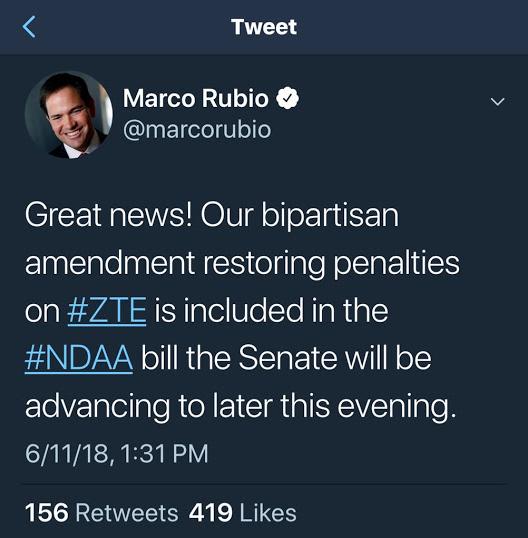 Tweet
Marco Rubio
@marcorubio
Great news! Our bipartisan
amendment restoring penalties
on #ZTE is included in the
#NDAA bill the Senate will be
advancing to later this evening.
6/11/18, 1:31 PM
156 Retweets 419 Likes